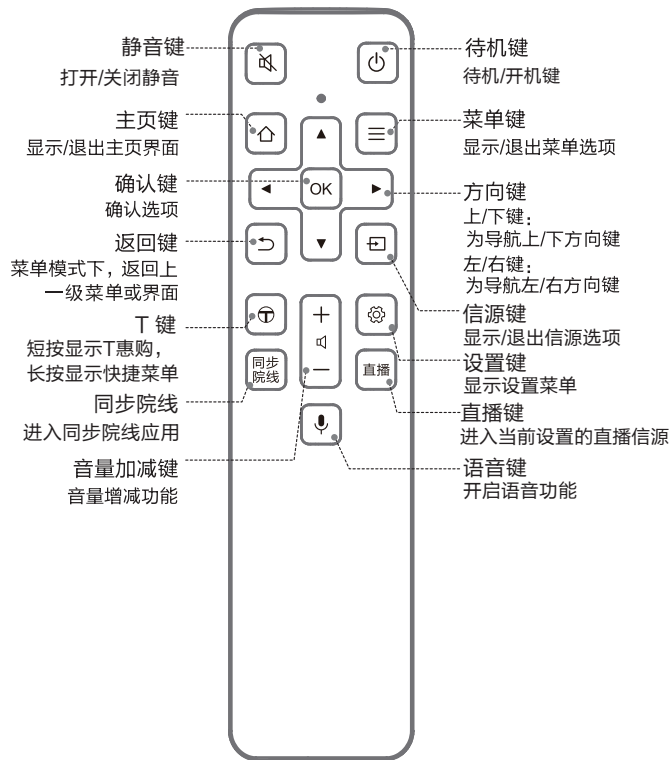 静音键
打开/关闭静音
主页键
显示/退出主页界面
确认键
确认选项
返回键
菜单模式下，返回上
一级菜单或界面
T 键
短按显示T惠购，
长按显示快捷菜单
同步院线
进入同步院线应用
音量加减键
音量增减功能
OK
同步
院线
直播
待机键
待机/开机键
菜单键
显示/退出菜单选项
方向键
上/下键：
为导航上/下方向键
左/右键：
为导航左/右方向键
信源键
显示/退出信源选项
设置键
显示设置菜单
直播键
进入当前设置的直播信源
语音键
开启语音功能